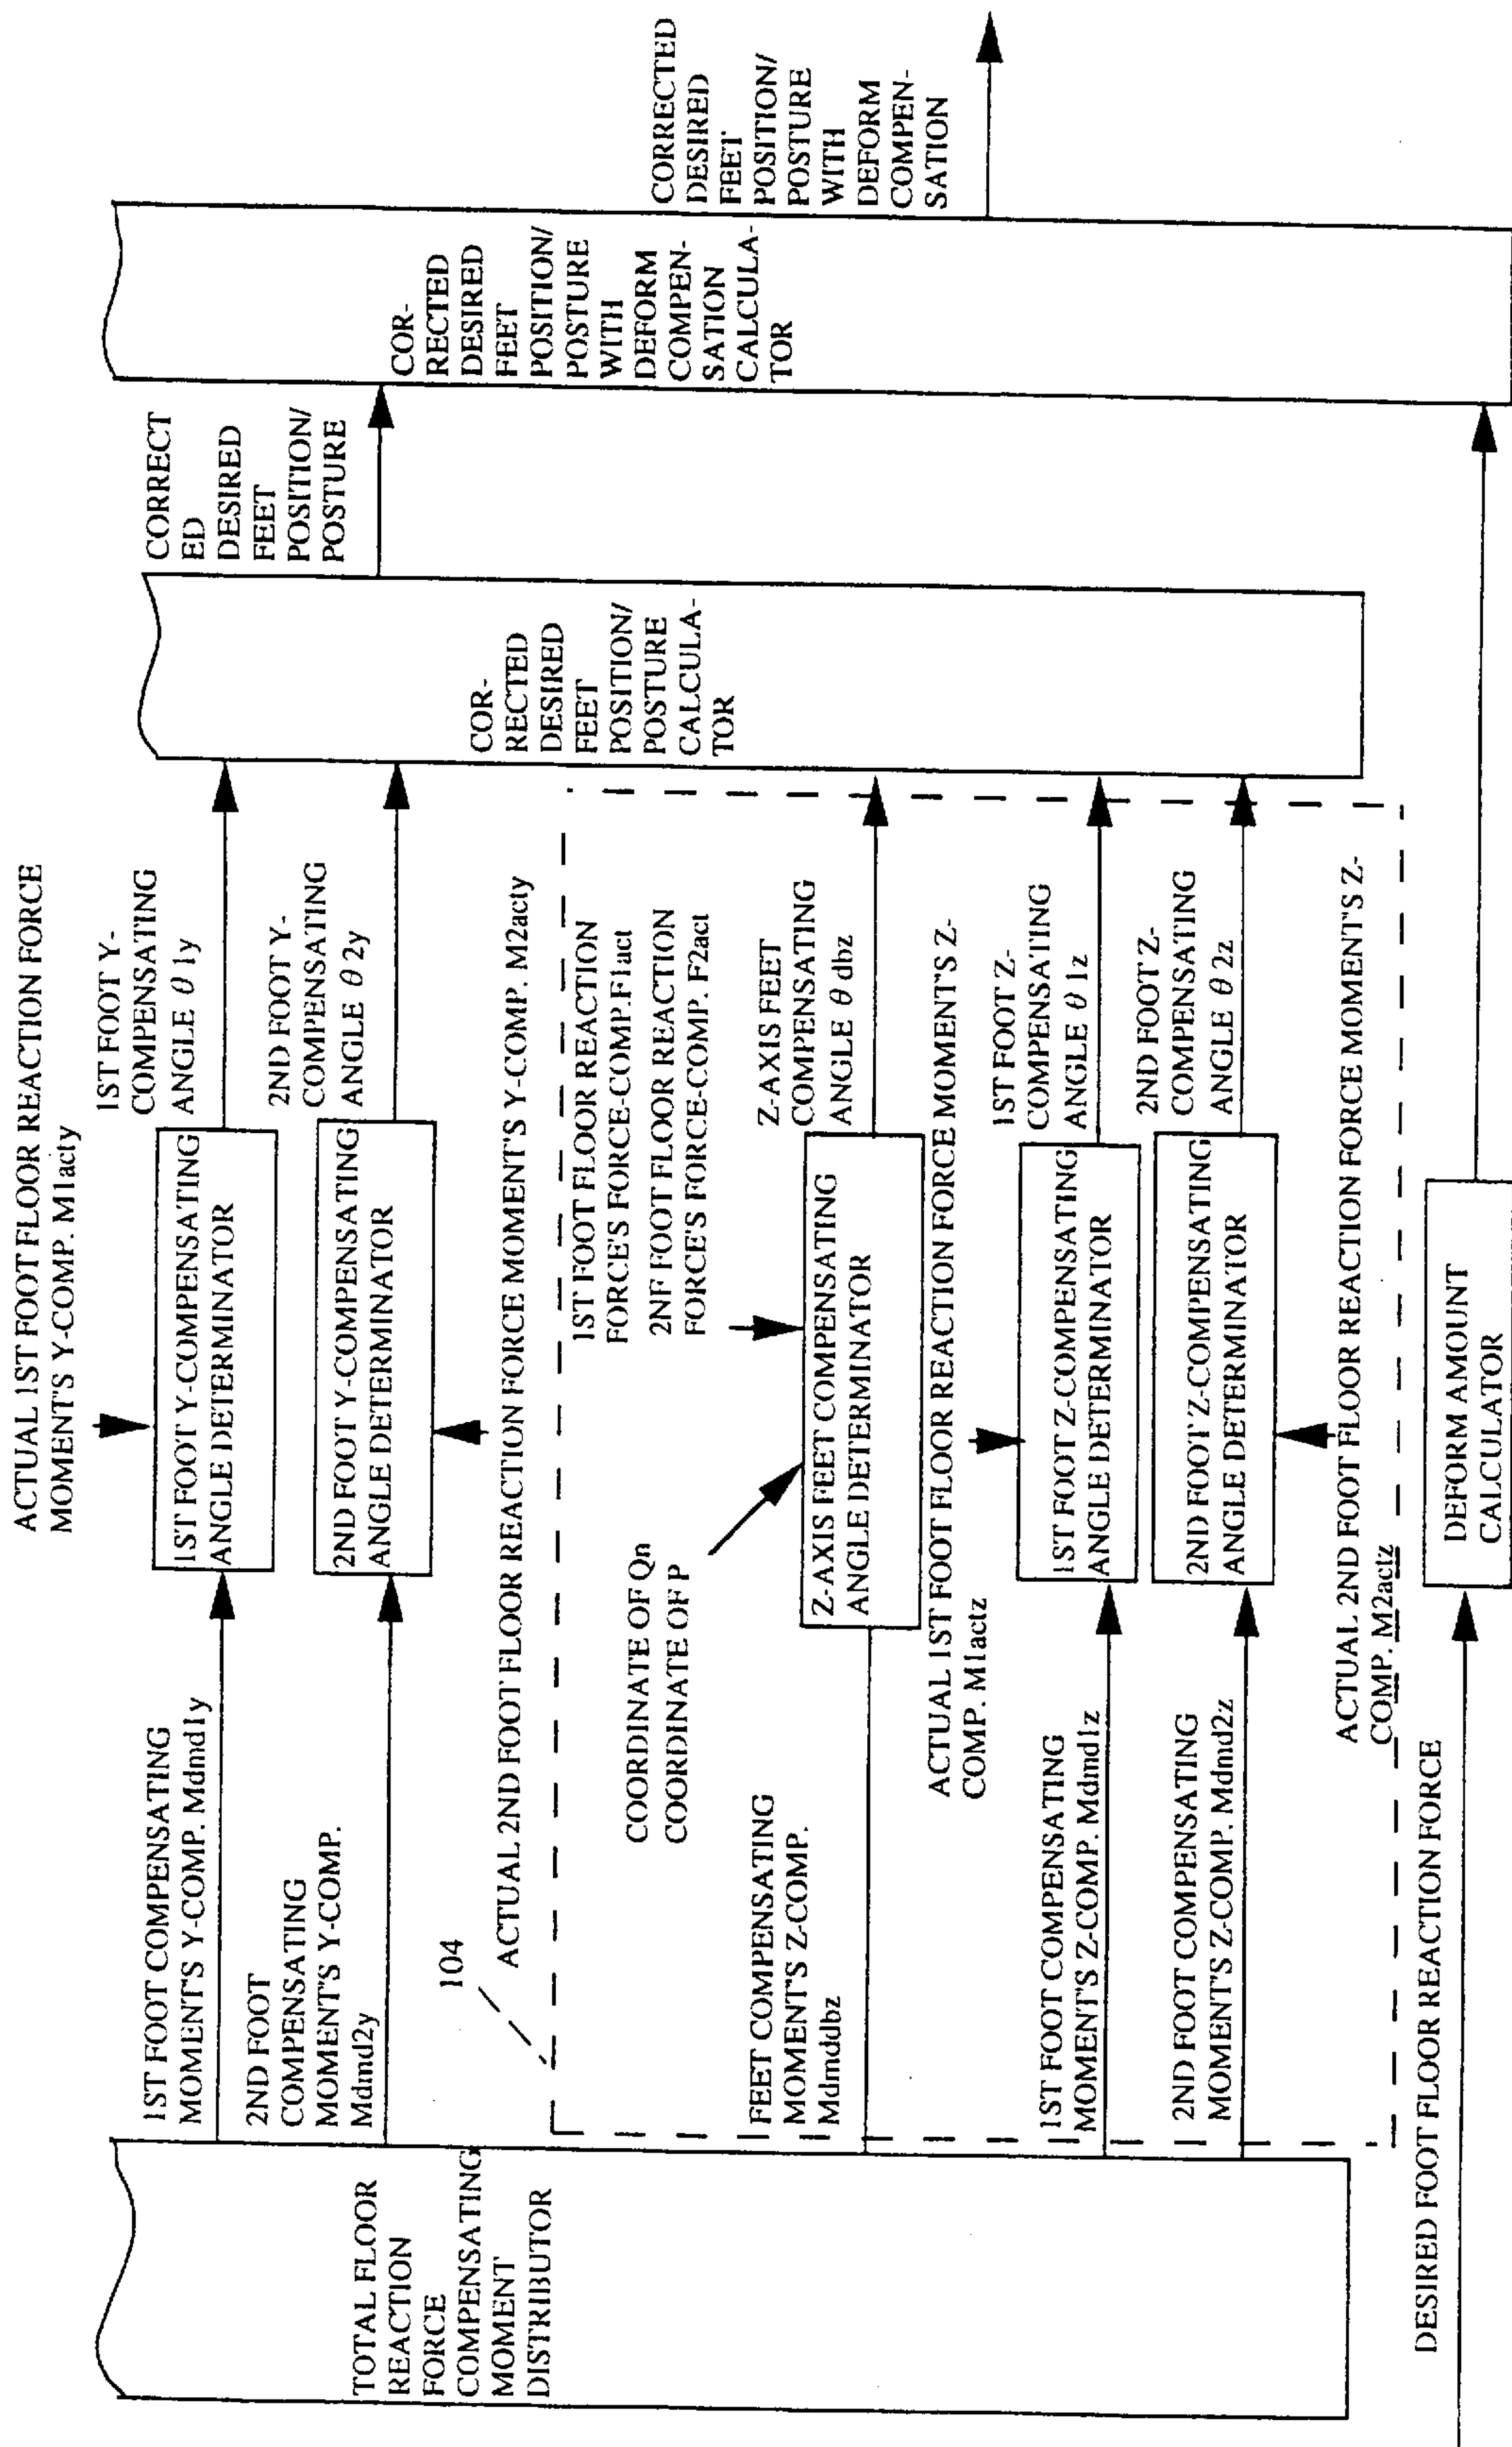 TOTAL FLOOR
REACTION
FORCE
COMPENSATING
MOMENT
DISTRIBUTOR
1ST FOOT COMPENSATING
MOMENT'S Y-COMP. Mdmd1y
2ND FOOT
COMPENSATING
MOMENT'S Y-COMP.
Mdmd2y
104
FEET COMPENSATING
MOMENT'S Z-COMP.
Mdmddbz
1ST FOOT COMPENSATING
MOMENT'S Z-COMP. Mdmd1z
2ND FOOT COMPENSATING
MOMENT'S Z-COMP. Mdmd2z
DESIRED FOOT FLOOR REACTION FORCE
ACTUAL 1ST FOOT FLOOR REACTION FORCE
MOMENT'S Y-COMP. M1acty
1ST FOOT Y-COMPENSATING
ANGLE DETERMINATOR
2ND FOOT Y-COMPENSATING
ANGLE DETERMINATOR
ACTUAL 2ND FOOT FLOOR REACTION FORCE MOMENT'S Y-COMP. M2acty
1ST FOOT FLOOR REACTION
FORCE'S FORCE-COMP.F1act
2NF FOOT FLOOR REACTION
FORCE'S FORCE-COMP. F2act
COORDINATE OF Qn
COORDINATE OF P
Z-AXIS FEET COMPENSATING
ANGLE DETERMINATOR
ACTUAL 1ST FOOT FLOOR REACTION FORCE MOMENT'S Z-
COMP. M1actz
1ST FOOT Z-COMPENSATING
ANGLE DETERMINATOR
2ND FOOT Z-COMPENSATING
ANGLE DETERMINATOR
ACTUAL 2ND FOOT FLOOR REACTION FORCE MOMENT'S Z-
COMP. M2actz
DEFORM AMOUNT
CALCULATOR
1ST FOOT Y-
COMPENSATING
ANGLE θ 1y
2ND FOOT Y-
COMPENSATING
ANGLE θ 2y
Z-AXIS FEET
COMPENSATING
ANGLE θ dbz
1ST FOOT Z-
COMPENSATING
ANGLE θ 1z
2ND FOOT Z-
COMPENSATING
ANGLE θ 2z
COR-
RECTED
DESIRED
FEET
POSITION/
POSTURE
CALCULA-
TOR
CORRECT
ED
DESIRED
FEET
POSITION/
POSTURE
COR-
RECTED
DESIRED
FEET
POSITION/
POSTURE
WITH
DEFORM
COMPEN-
SATION
CALCULA-
TOR
CORRECTED
DESIRED
FEET
POSITION/
POSTURE
WITH
DEFORM
COMPEN-
SATION